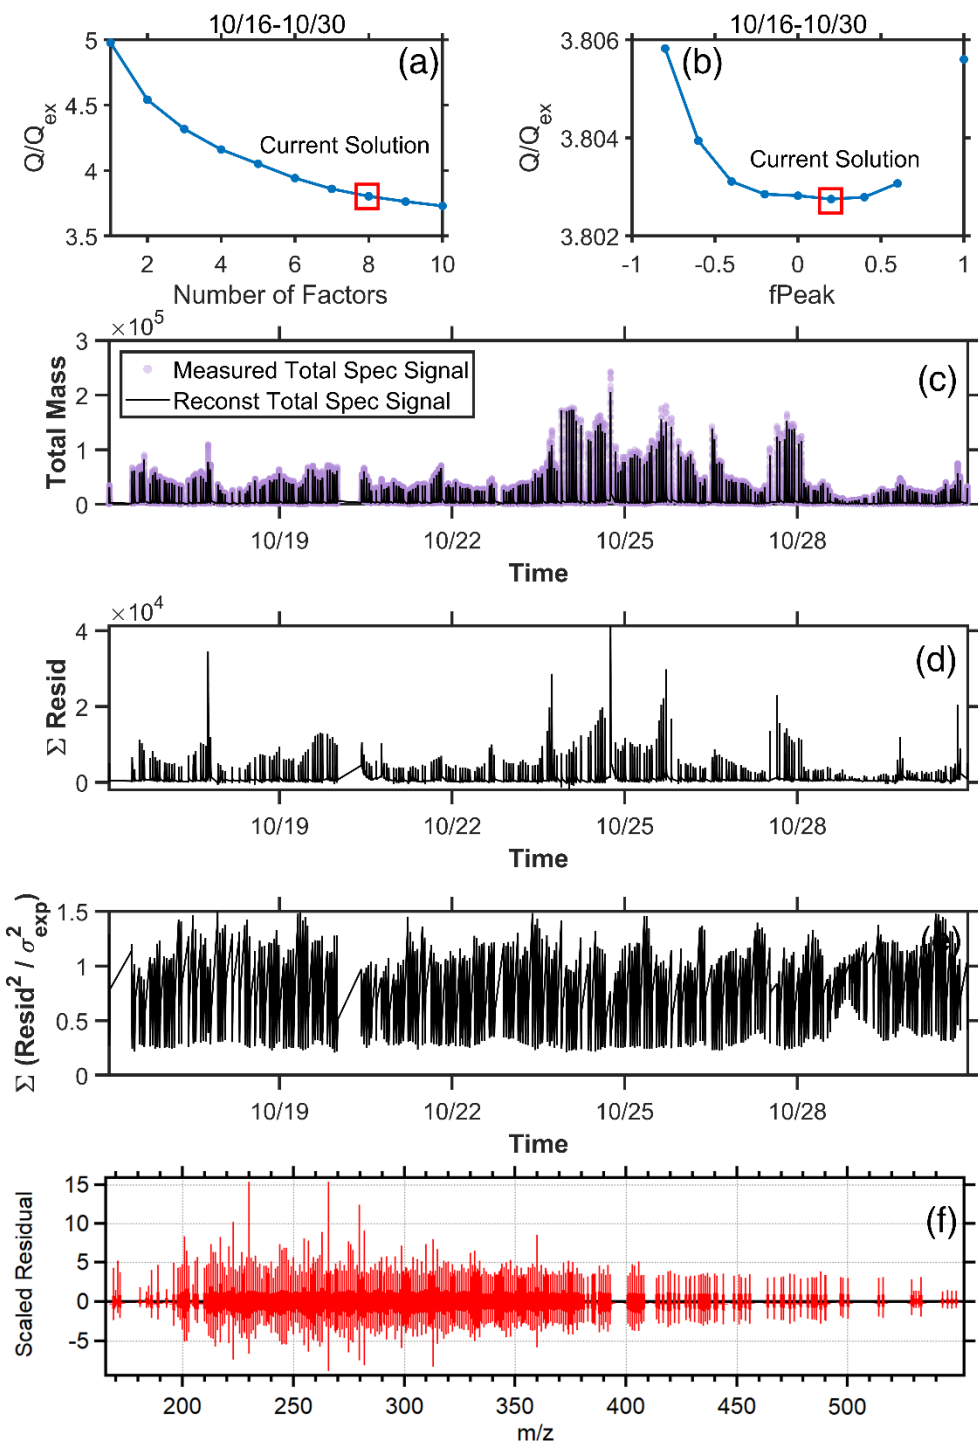 10/16-10/30
(a)
Q/Q_ex
5
4.5
4
3.5
Current Solution
2 4 6 8 10
Number of Factors
10/16-10/30
(b)
Q/Q_ex
3.806
3.804
3.802
Current Solution
-1 -0.5 0 0.5 1
fPeak
×10^5
(c)
Total Mass
3
2
1
0
Measured Total Spec Signal
Reconst Total Spec Signal
10/19 10/22 10/25 10/28
Time
×10^4
(d)
Σ Resid
4
2
0
10/19 10/22 10/25 10/28
Time
Σ (Resid^2 / σ^2_exp)
1.5
1
0.5
0
10/19 10/22 10/25 10/28
Time
(f)
Scaled Residual
15
10
5
0
-5
200 250 300 350 400 450 500
m/z